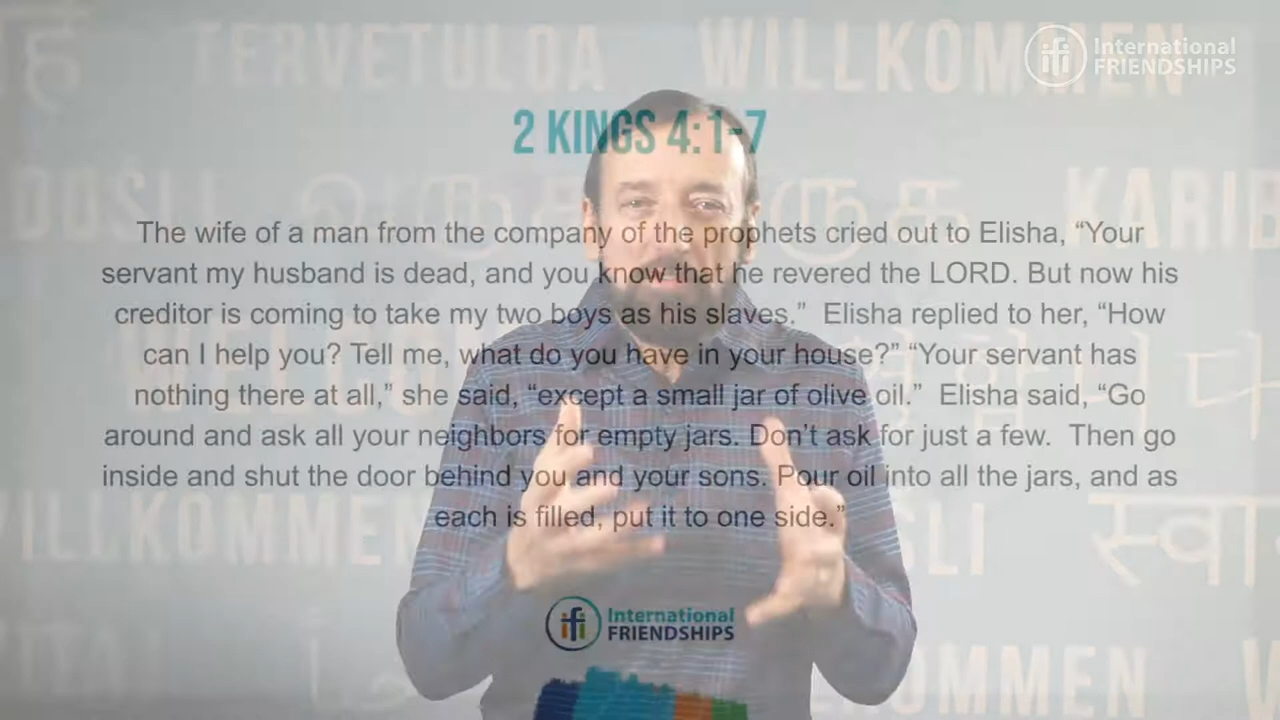 TERVETULOA WILLKOMMEN
International
FRIENDSHIPS
2 KINGS 4:1-7
KARIB
The wife of a man from the company of the prophets cried out to Elisha, “Your
servant my husband is dead, and you know that he revered the LORD. But now his
creditor is coming to take my two boys as his slaves.”  Elisha replied to her, “How
can I help you? Tell me, what do you have in your house?” “Your servant has
nothing there at all,” she said, “except a small jar of olive oil.”  Elisha said, “Go
around and ask all your neighbors for empty jars. Don’t ask for just a few.  Then go
inside and shut the door behind you and your sons. Pour oil into all the jars, and as
each is filled, put it to one side.”
ILLKOMMEN SLI स्वा
ifi International
FRIENDSHIPS
KOMMEN W